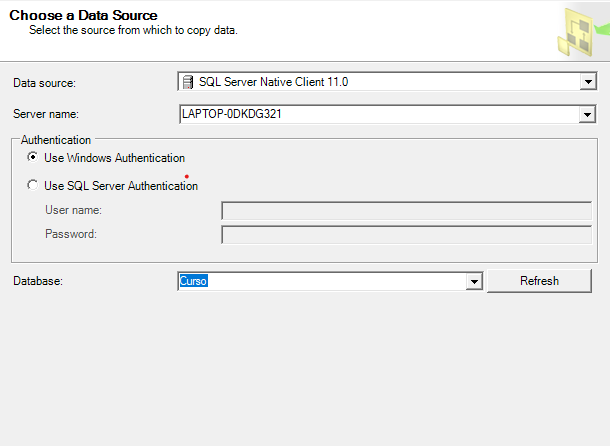 Choose a Data Source
Select the source from which to copy data.
Data source:
SQL Server Native Client 11.0
Server name:
LAPTOP-0DKDG321
Authentication
Use Windows Authentication
Use SQL Server Authentication
User name:
Password:
Database:
Curso
Refresh